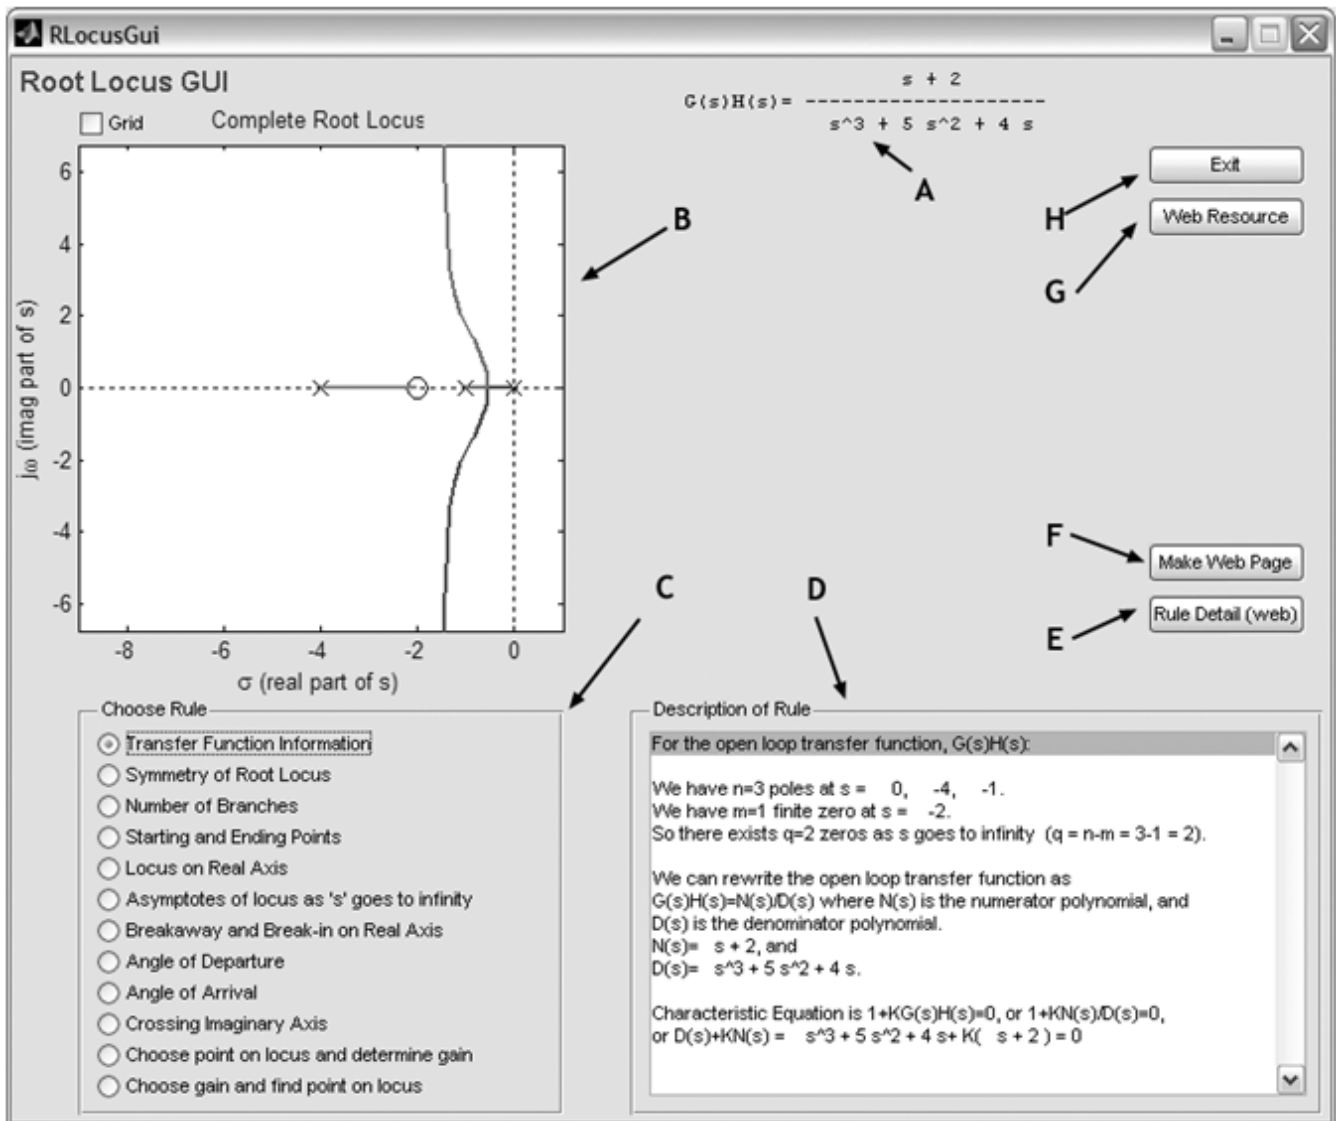 RLocusGui
Root Locus GUI
Grid
Complete Root Locus
s + 2
G(s)H(s)= --------------------
s^3 + 5 s^2 + 4 s
A
B
H
G
Exit
Web Resource
6
4
2
0
-2
-4
-6
jω (imag part of s)
-8
-6
-4
-2
0
σ (real part of s)
F
Make Web Page
E
Rule Detail (web)
C
D
Choose Rule
Transfer Function Information
Symmetry of Root Locus
Number of Branches
Starting and Ending Points
Locus on Real Axis
Asymptotes of locus as 's' goes to infinity
Breakaway and Break-in on Real Axis
Angle of Departure
Angle of Arrival
Crossing Imaginary Axis
Choose point on locus and determine gain
Choose gain and find point on locus
Description of Rule
For the open loop transfer function, G(s)H(s):
We have n=3 poles at s = 0, -4, -1.
We have m=1 finite zero at s = -2.
So there exists q=2 zeros as s goes to infinity (q = n-m = 3-1 = 2).
We can rewrite the open loop transfer function as
G(s)H(s)=N(s)/D(s) where N(s) is the numerator polynomial, and
D(s) is the denominator polynomial.
N(s)= s + 2, and
D(s)= s^3 + 5 s^2 + 4 s.
Characteristic Equation is 1+KG(s)H(s)=0, or 1+KN(s)/D(s)=0,
or D(s)+KN(s) = s^3 + 5 s^2 + 4 s+ K( s + 2 ) = 0